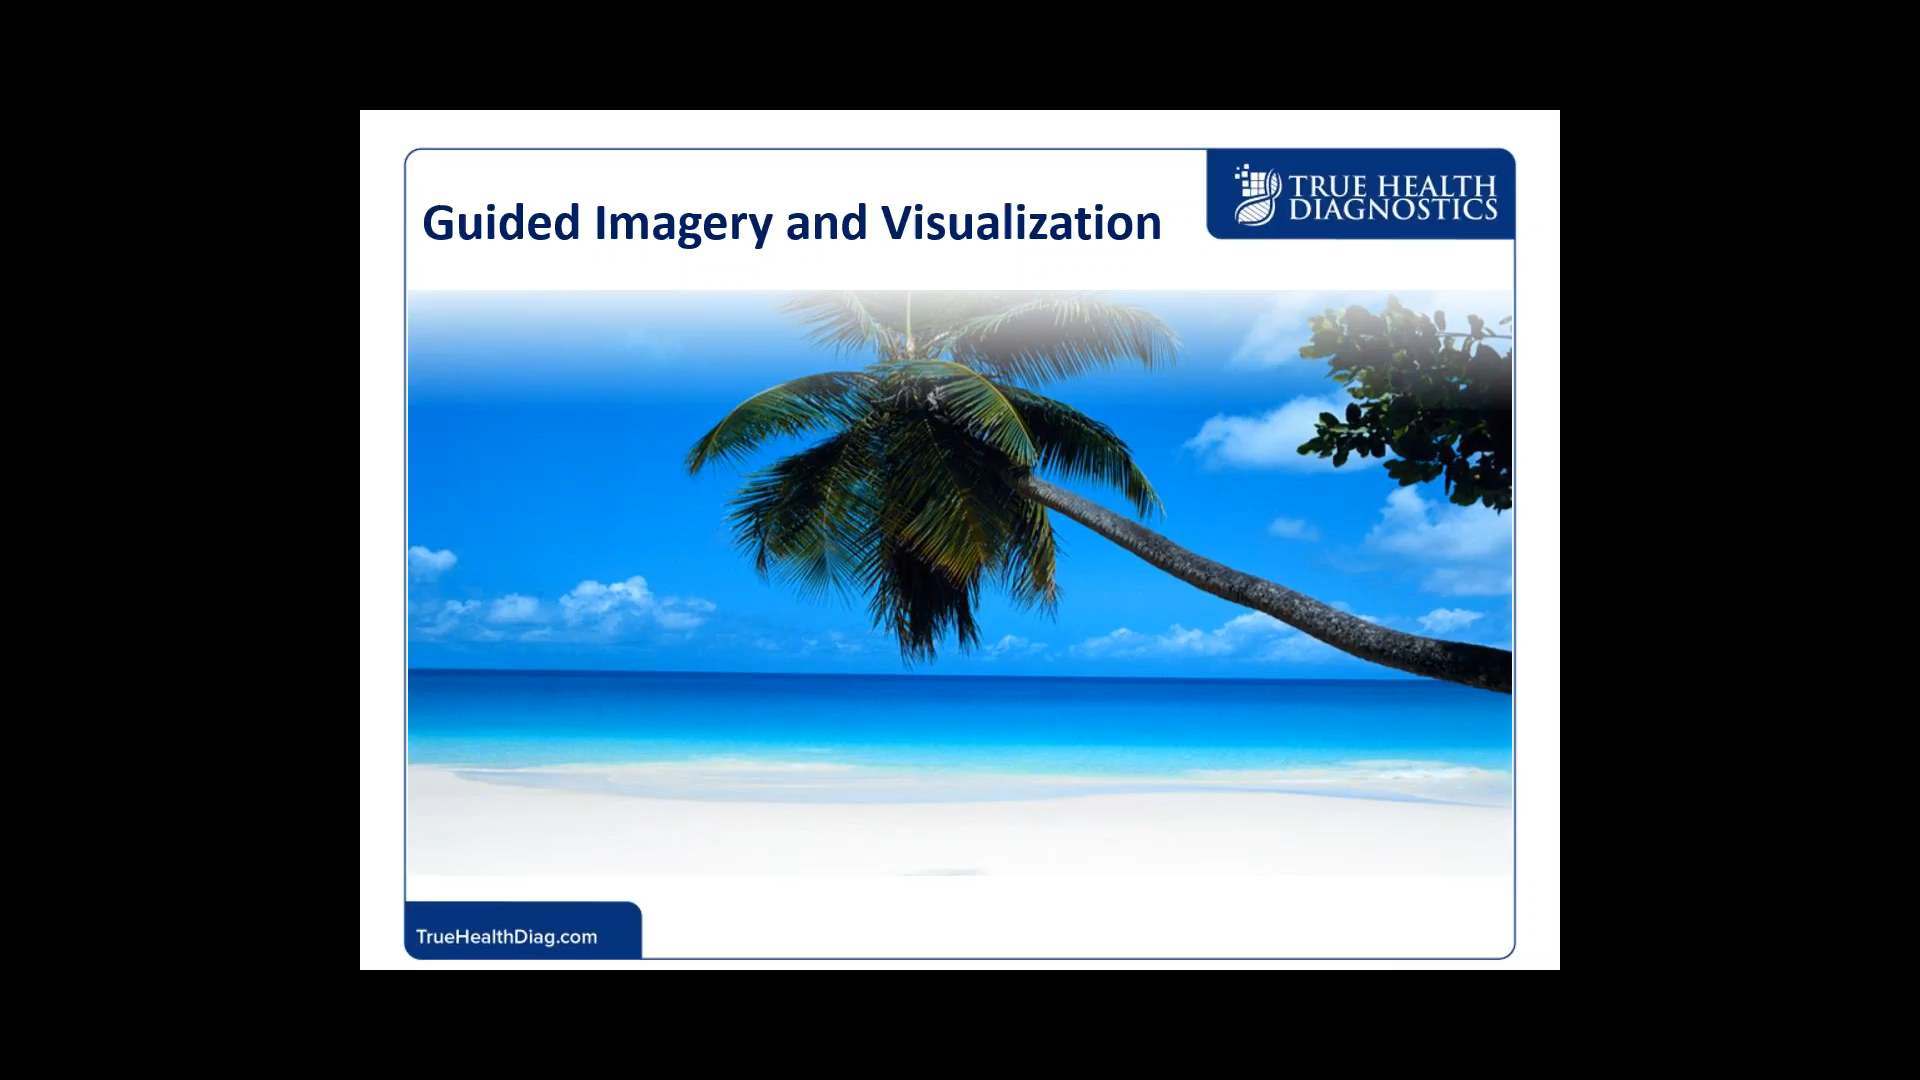 Guided Imagery and Visualization
TRUE HEALTH
DIAGNOSTICS
TrueHealthDiag.com